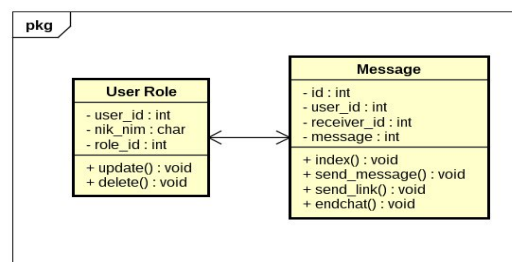 pkg
User Role
- user_id : int
- nik_nim : char
- role_id : int
+ update() : void
+ delete() : void
Message
- id : int
- user_id : int
- receiver_id : int
- message : int
+ index() : void
+ send_message() : void
+ send_link() : void
+ endchat() : void